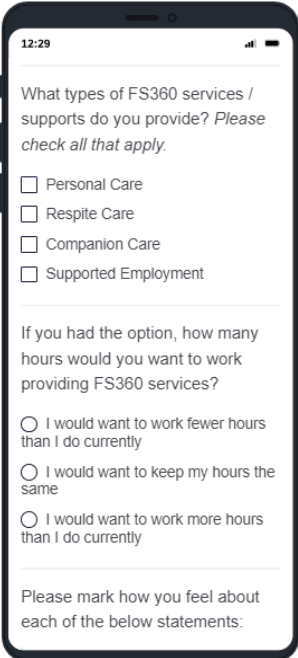 12:29
What types of FS360 services /
supports do you provide? Please
check all that apply.
Personal Care
Respite Care
Companion Care
Supported Employment
If you had the option, how many
hours would you want to work
providing FS360 services?
I would want to work fewer hours
than I do currently
I would want to keep my hours the
same
I would want to work more hours
than I do currently
Please mark how you feel about
each of the below statements: